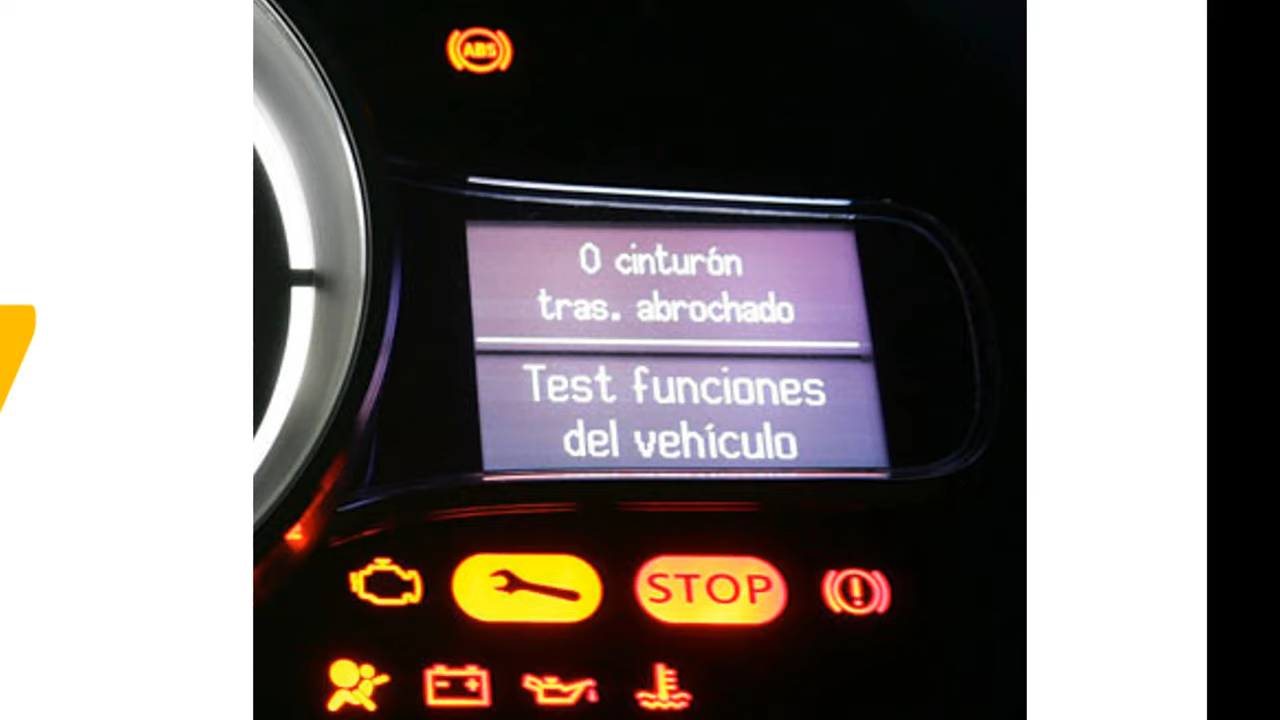 ABS
0 cinturón
tras. abrochado
Test funciones
del vehículo
STOP